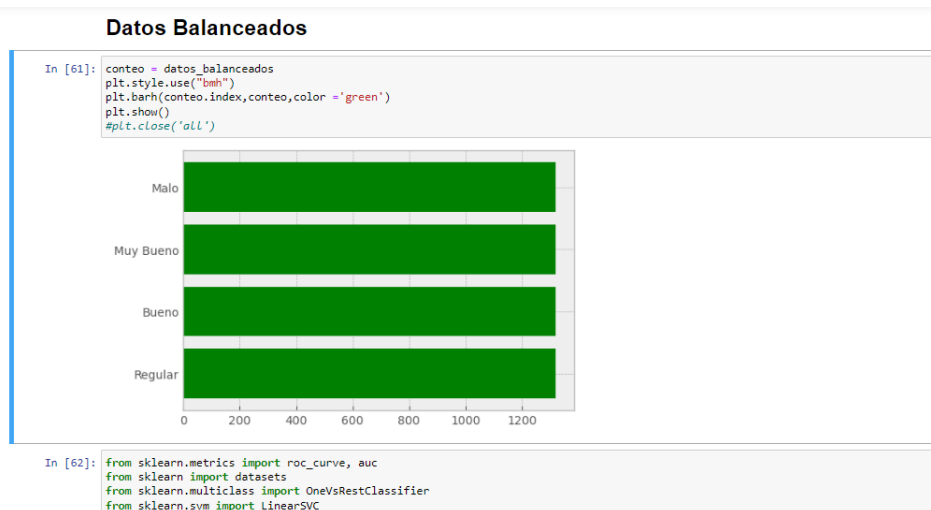 Datos Balanceados
In [61]: conteo = datos_balanceados
plt.style.use("bmh")
plt.barh(conteo.index,conteo,color ='green')
plt.show()
#plt.close('all')
Malo
Muy Bueno
Bueno
Regular
0 200 400 600 800 1000 1200
In [62]: from sklearn.metrics import roc_curve, auc
from sklearn import datasets
from sklearn.multiclass import OneVsRestClassifier
from sklearn.svm import LinearSVC